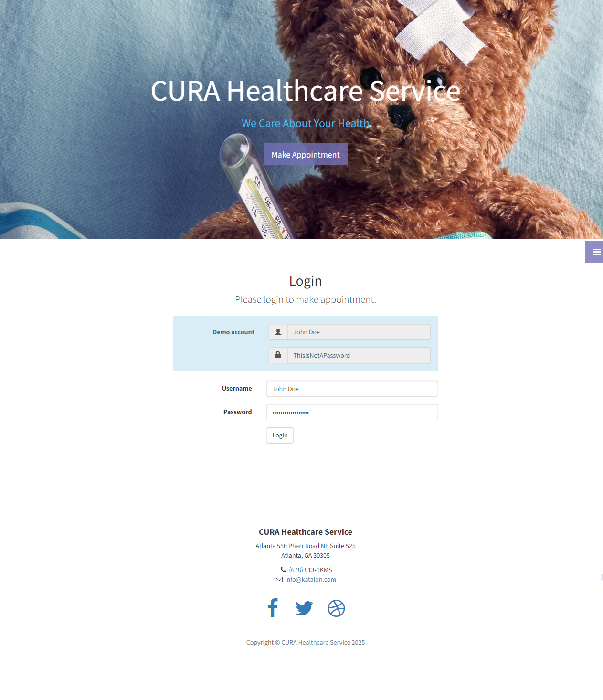 CURA Healthcare Service
We Care About Your Health.
Make Appointment
Login
Please login to make appointment.
Demo account
John Doe
ThisIsNotAPassword
Username
John Doe
Password
••••••••••••••••••
Login
CURA Healthcare Service
Atlanta 550 Pharr Road NE Suite 525
Atlanta, GA 30305
(678) 813-1KMS
info@katalon.com
Copyright © CURA Healthcare Service 2025